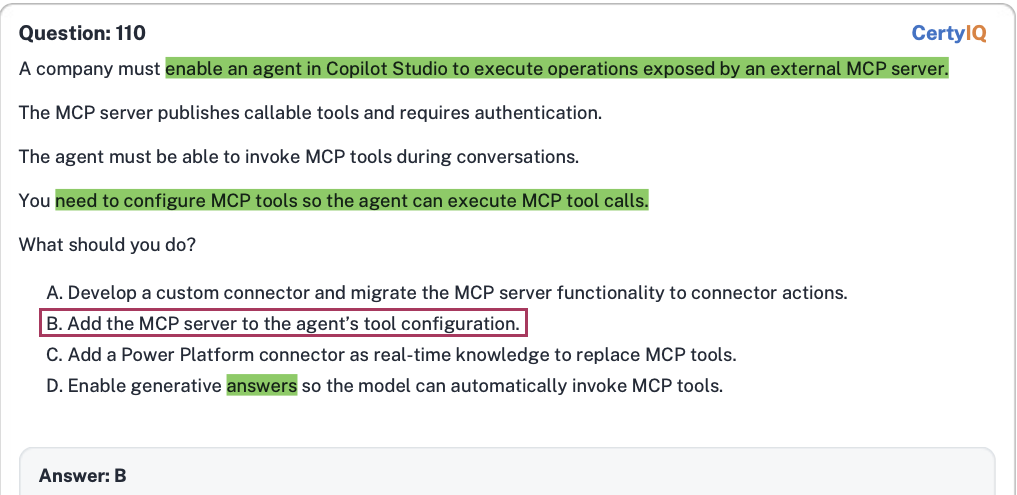 Question: 110
CertyIQ
A company must enable an agent in Copilot Studio to execute operations exposed by an external MCP server.
The MCP server publishes callable tools and requires authentication.
The agent must be able to invoke MCP tools during conversations.
You need to configure MCP tools so the agent can execute MCP tool calls.
What should you do?
A. Develop a custom connector and migrate the MCP server functionality to connector actions.
B. Add the MCP server to the agent’s tool configuration.
C. Add a Power Platform connector as real-time knowledge to replace MCP tools.
D. Enable generative answers so the model can automatically invoke MCP tools.
Answer: B